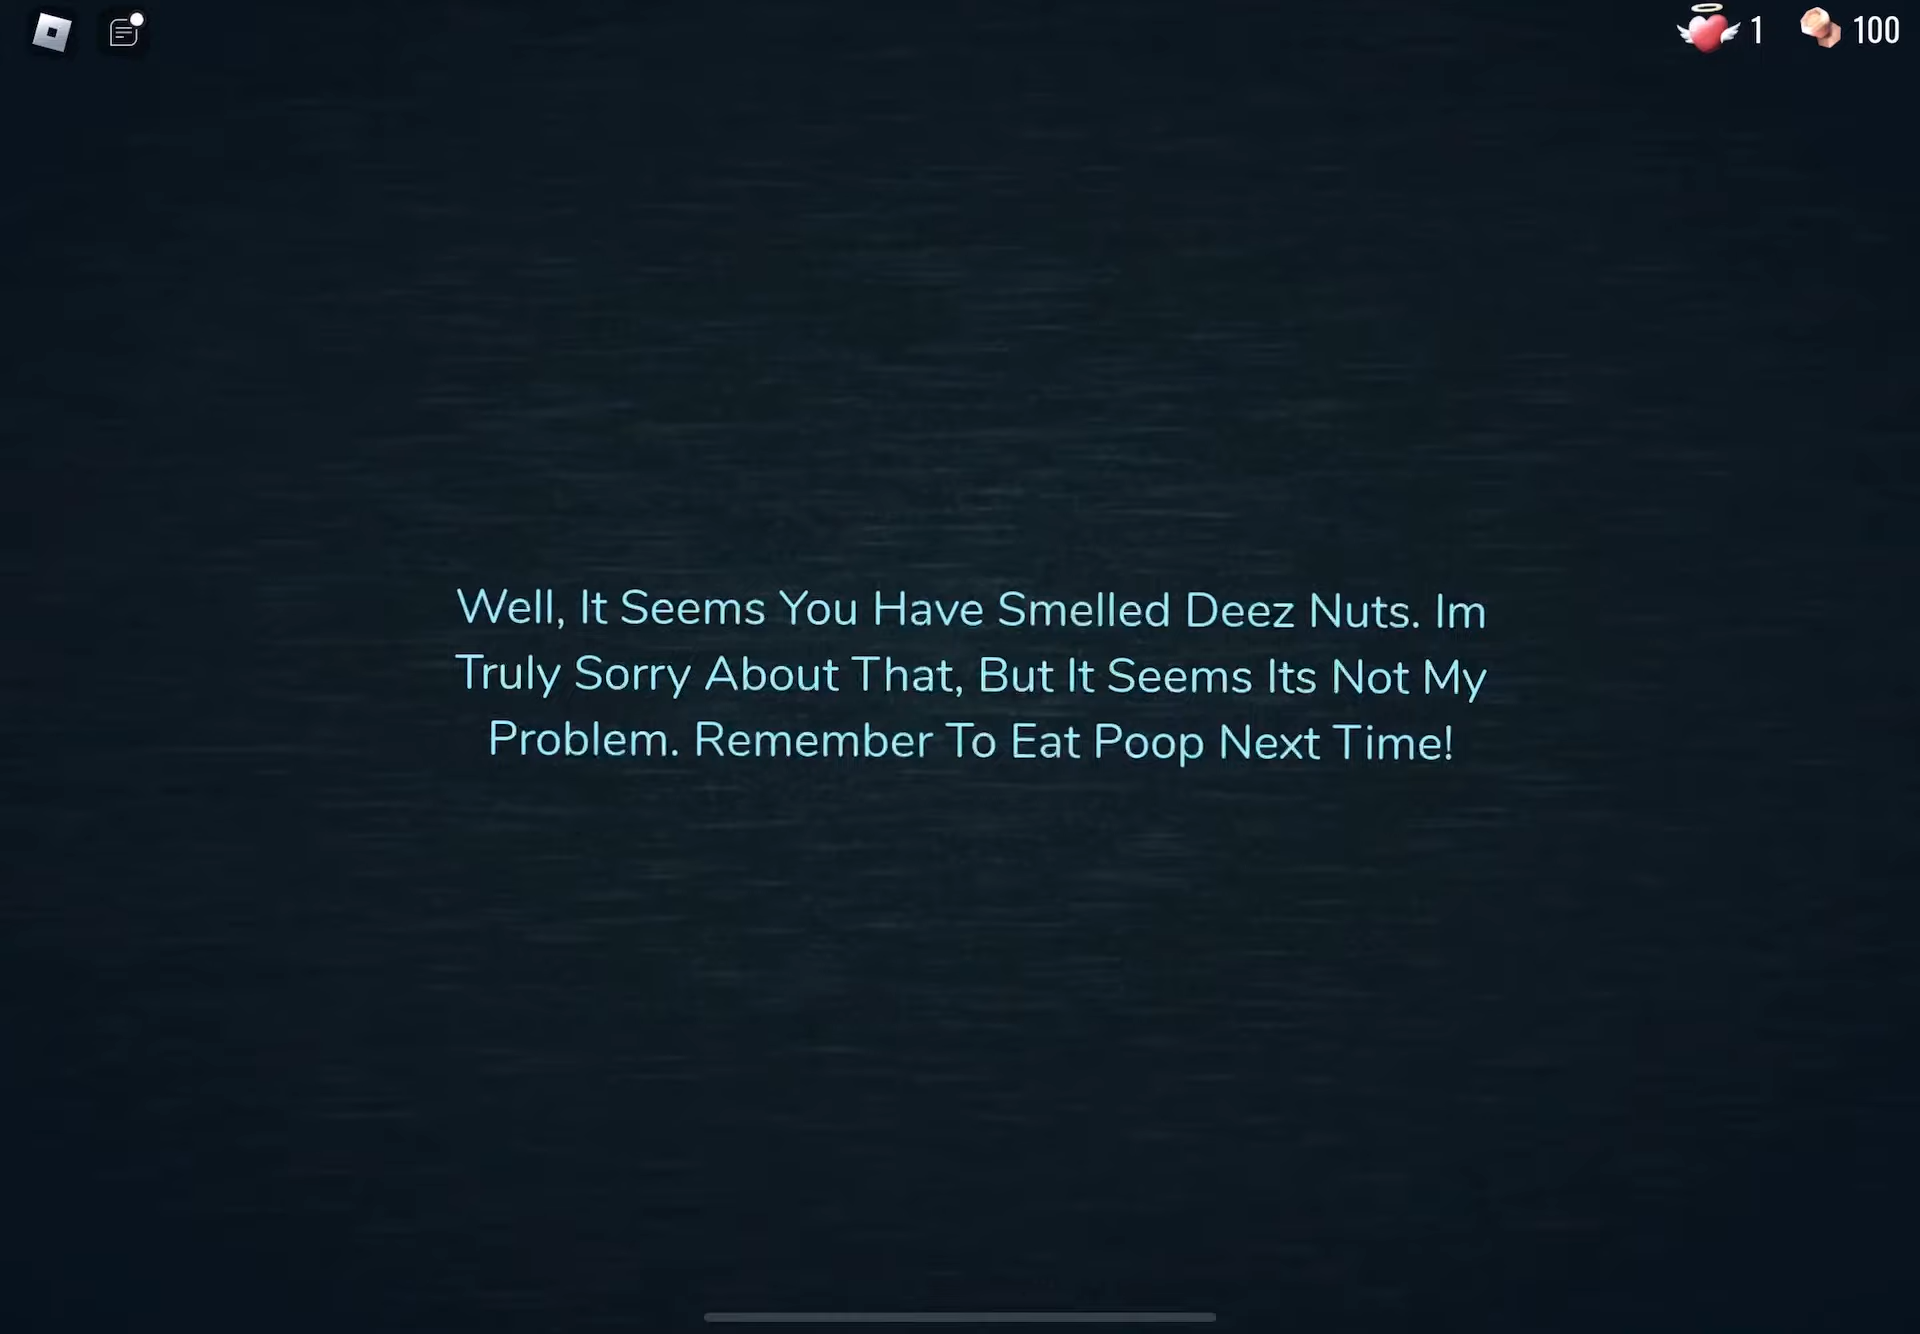 1 100
Well, It Seems You Have Smelled Deez Nuts. Im
Truly Sorry About That, But It Seems Its Not My
Problem. Remember To Eat Poop Next Time!